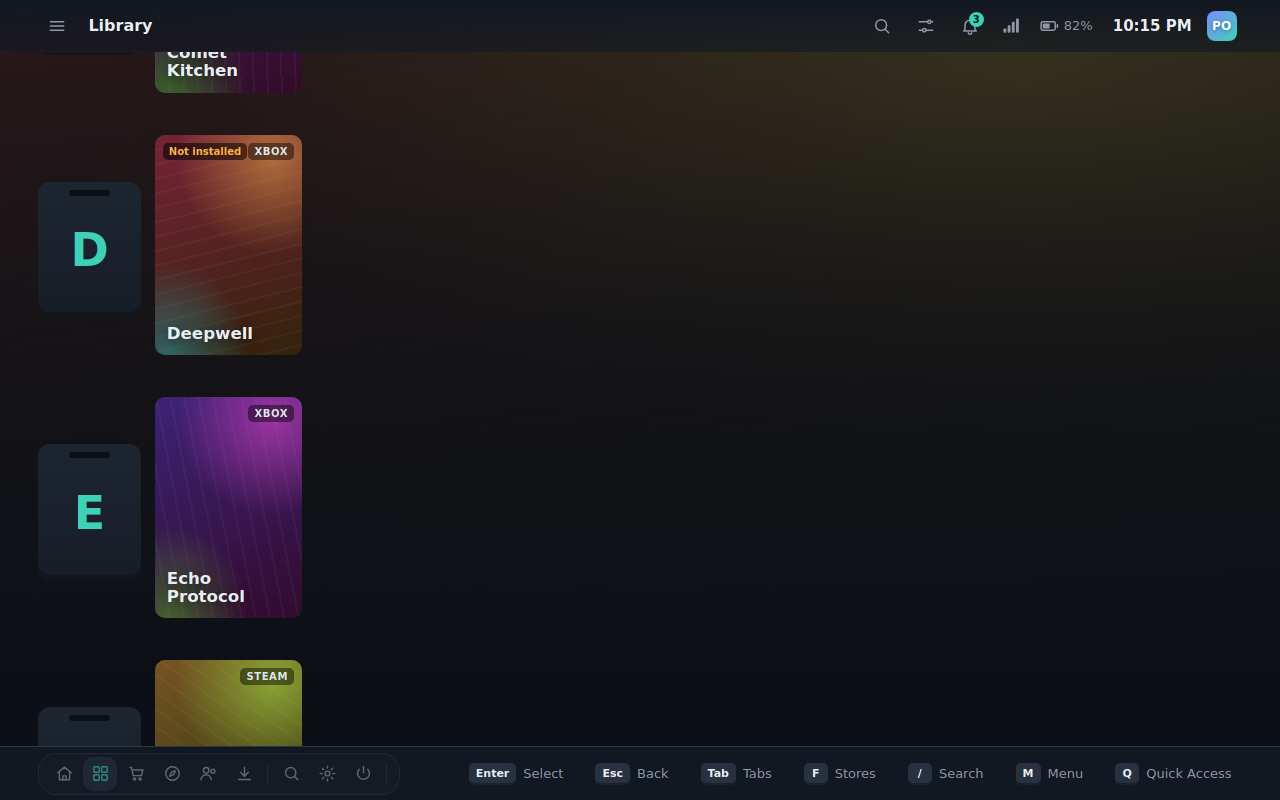 Library
3
82%
10:15 PM
PO
Comet
Kitchen
Not installed
XBOX
D
Deepwell
XBOX
E
Echo
Protocol
STEAM
Enter Select
Esc Back
Tab Tabs
F Stores
/ Search
M Menu
Q Quick Access